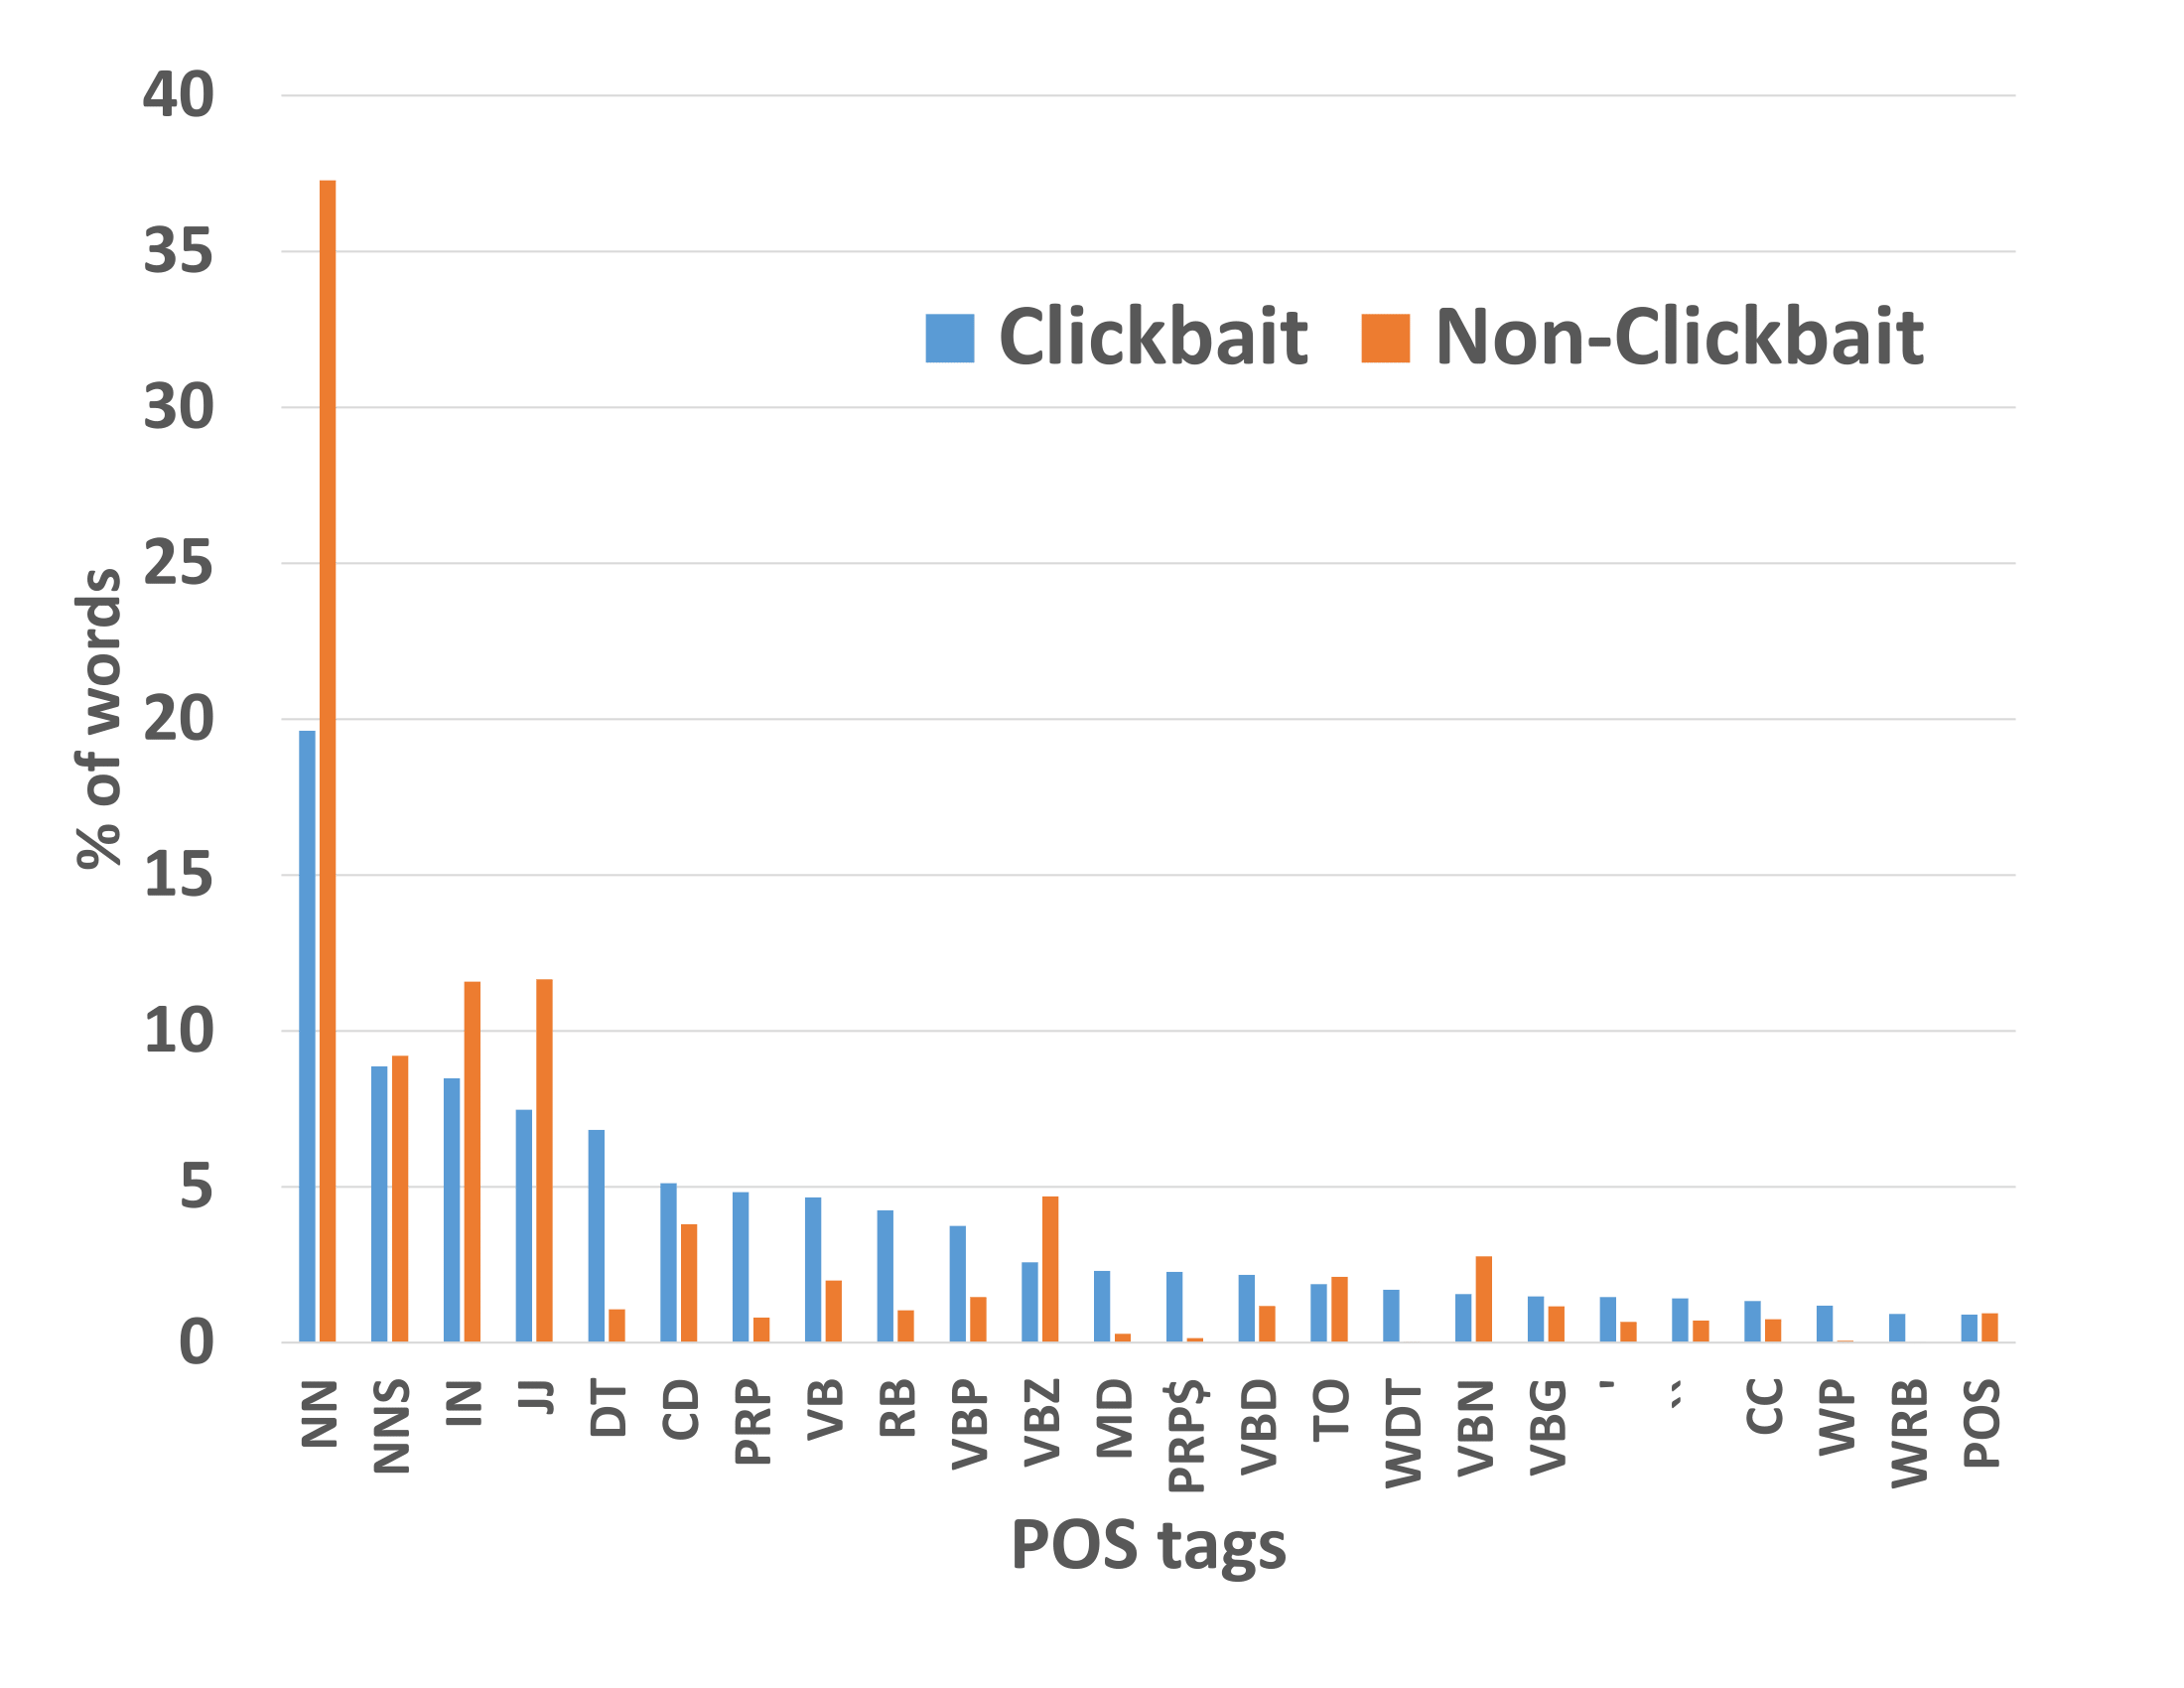 40
35
30
25
20
15
10
5
0
% of words
Clickbait Non-Clickbait
NN NNS IN JJ DT CD PRP VB RB VBP VBZ MD PRP$ VBD TO WDT VBN VBG ' `` CC WP WRB POS
POS tags